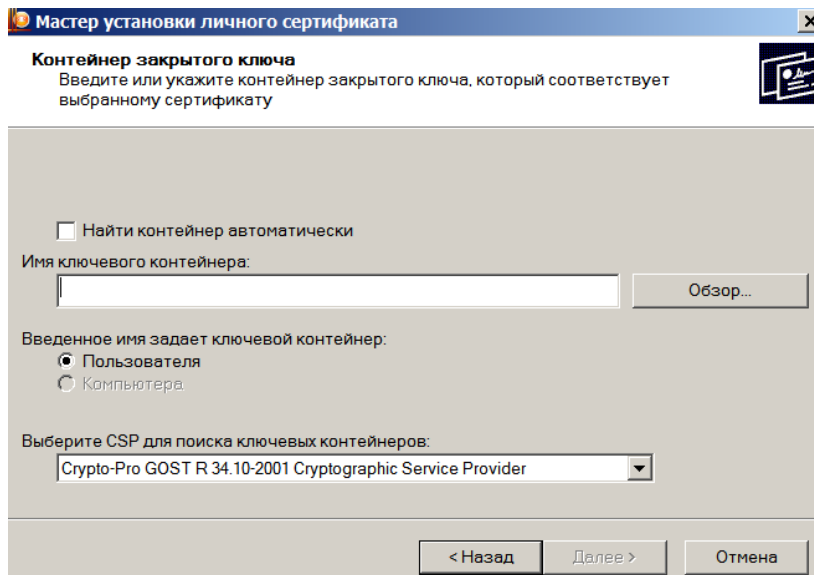 Мастер установки личного сертификата
Контейнер закрытого ключа
Введите или укажите контейнер закрытого ключа, который соответствует
выбранному сертификату
Найти контейнер автоматически
Имя ключевого контейнера:
Обзор...
Введенное имя задает ключевой контейнер:
Пользователя
Компьютера
Выберите CSP для поиска ключевых контейнеров:
Crypto-Pro GOST R 34.10-2001 Cryptographic Service Provider
< Назад Далее > Отмена